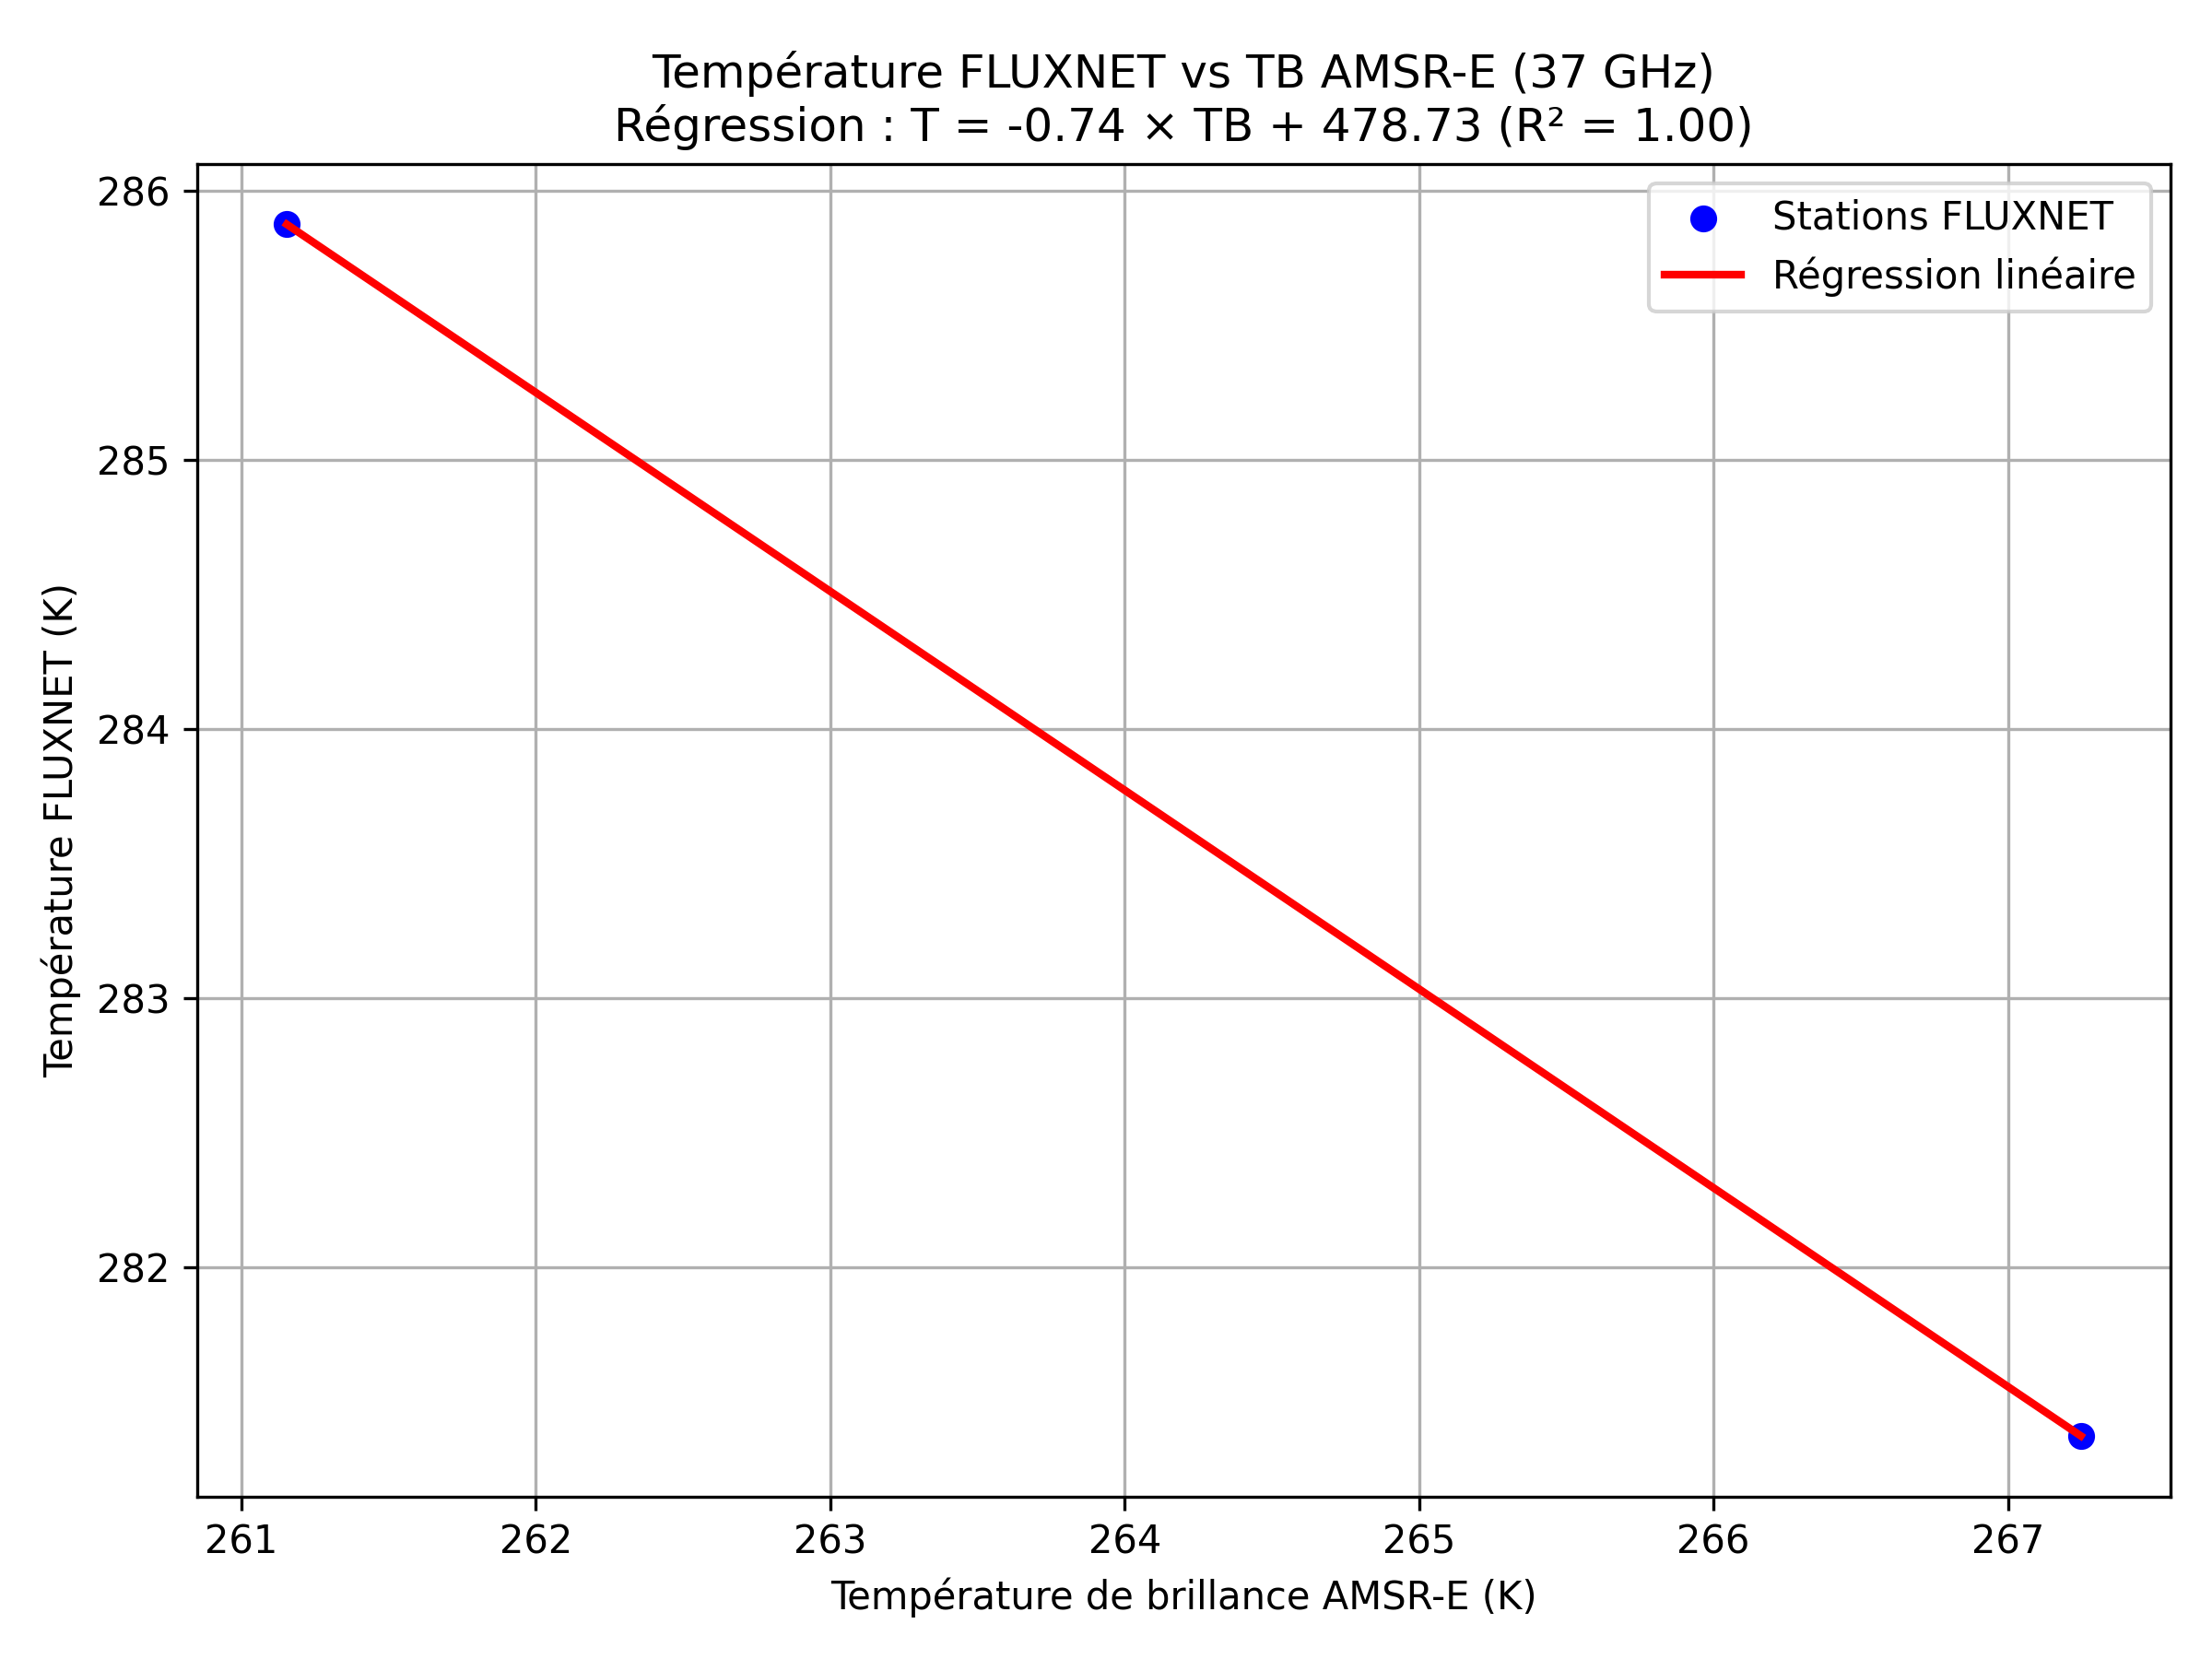 Température FLUXNET vs TB AMSR-E (37 GHz)
Régression : T = -0.74 × TB + 478.73 (R² = 1.00)
Stations FLUXNET
Régression linéaire
Température FLUXNET (K)
286
285
284
283
282
261
262
263
264
265
266
267
Température de brillance AMSR-E (K)